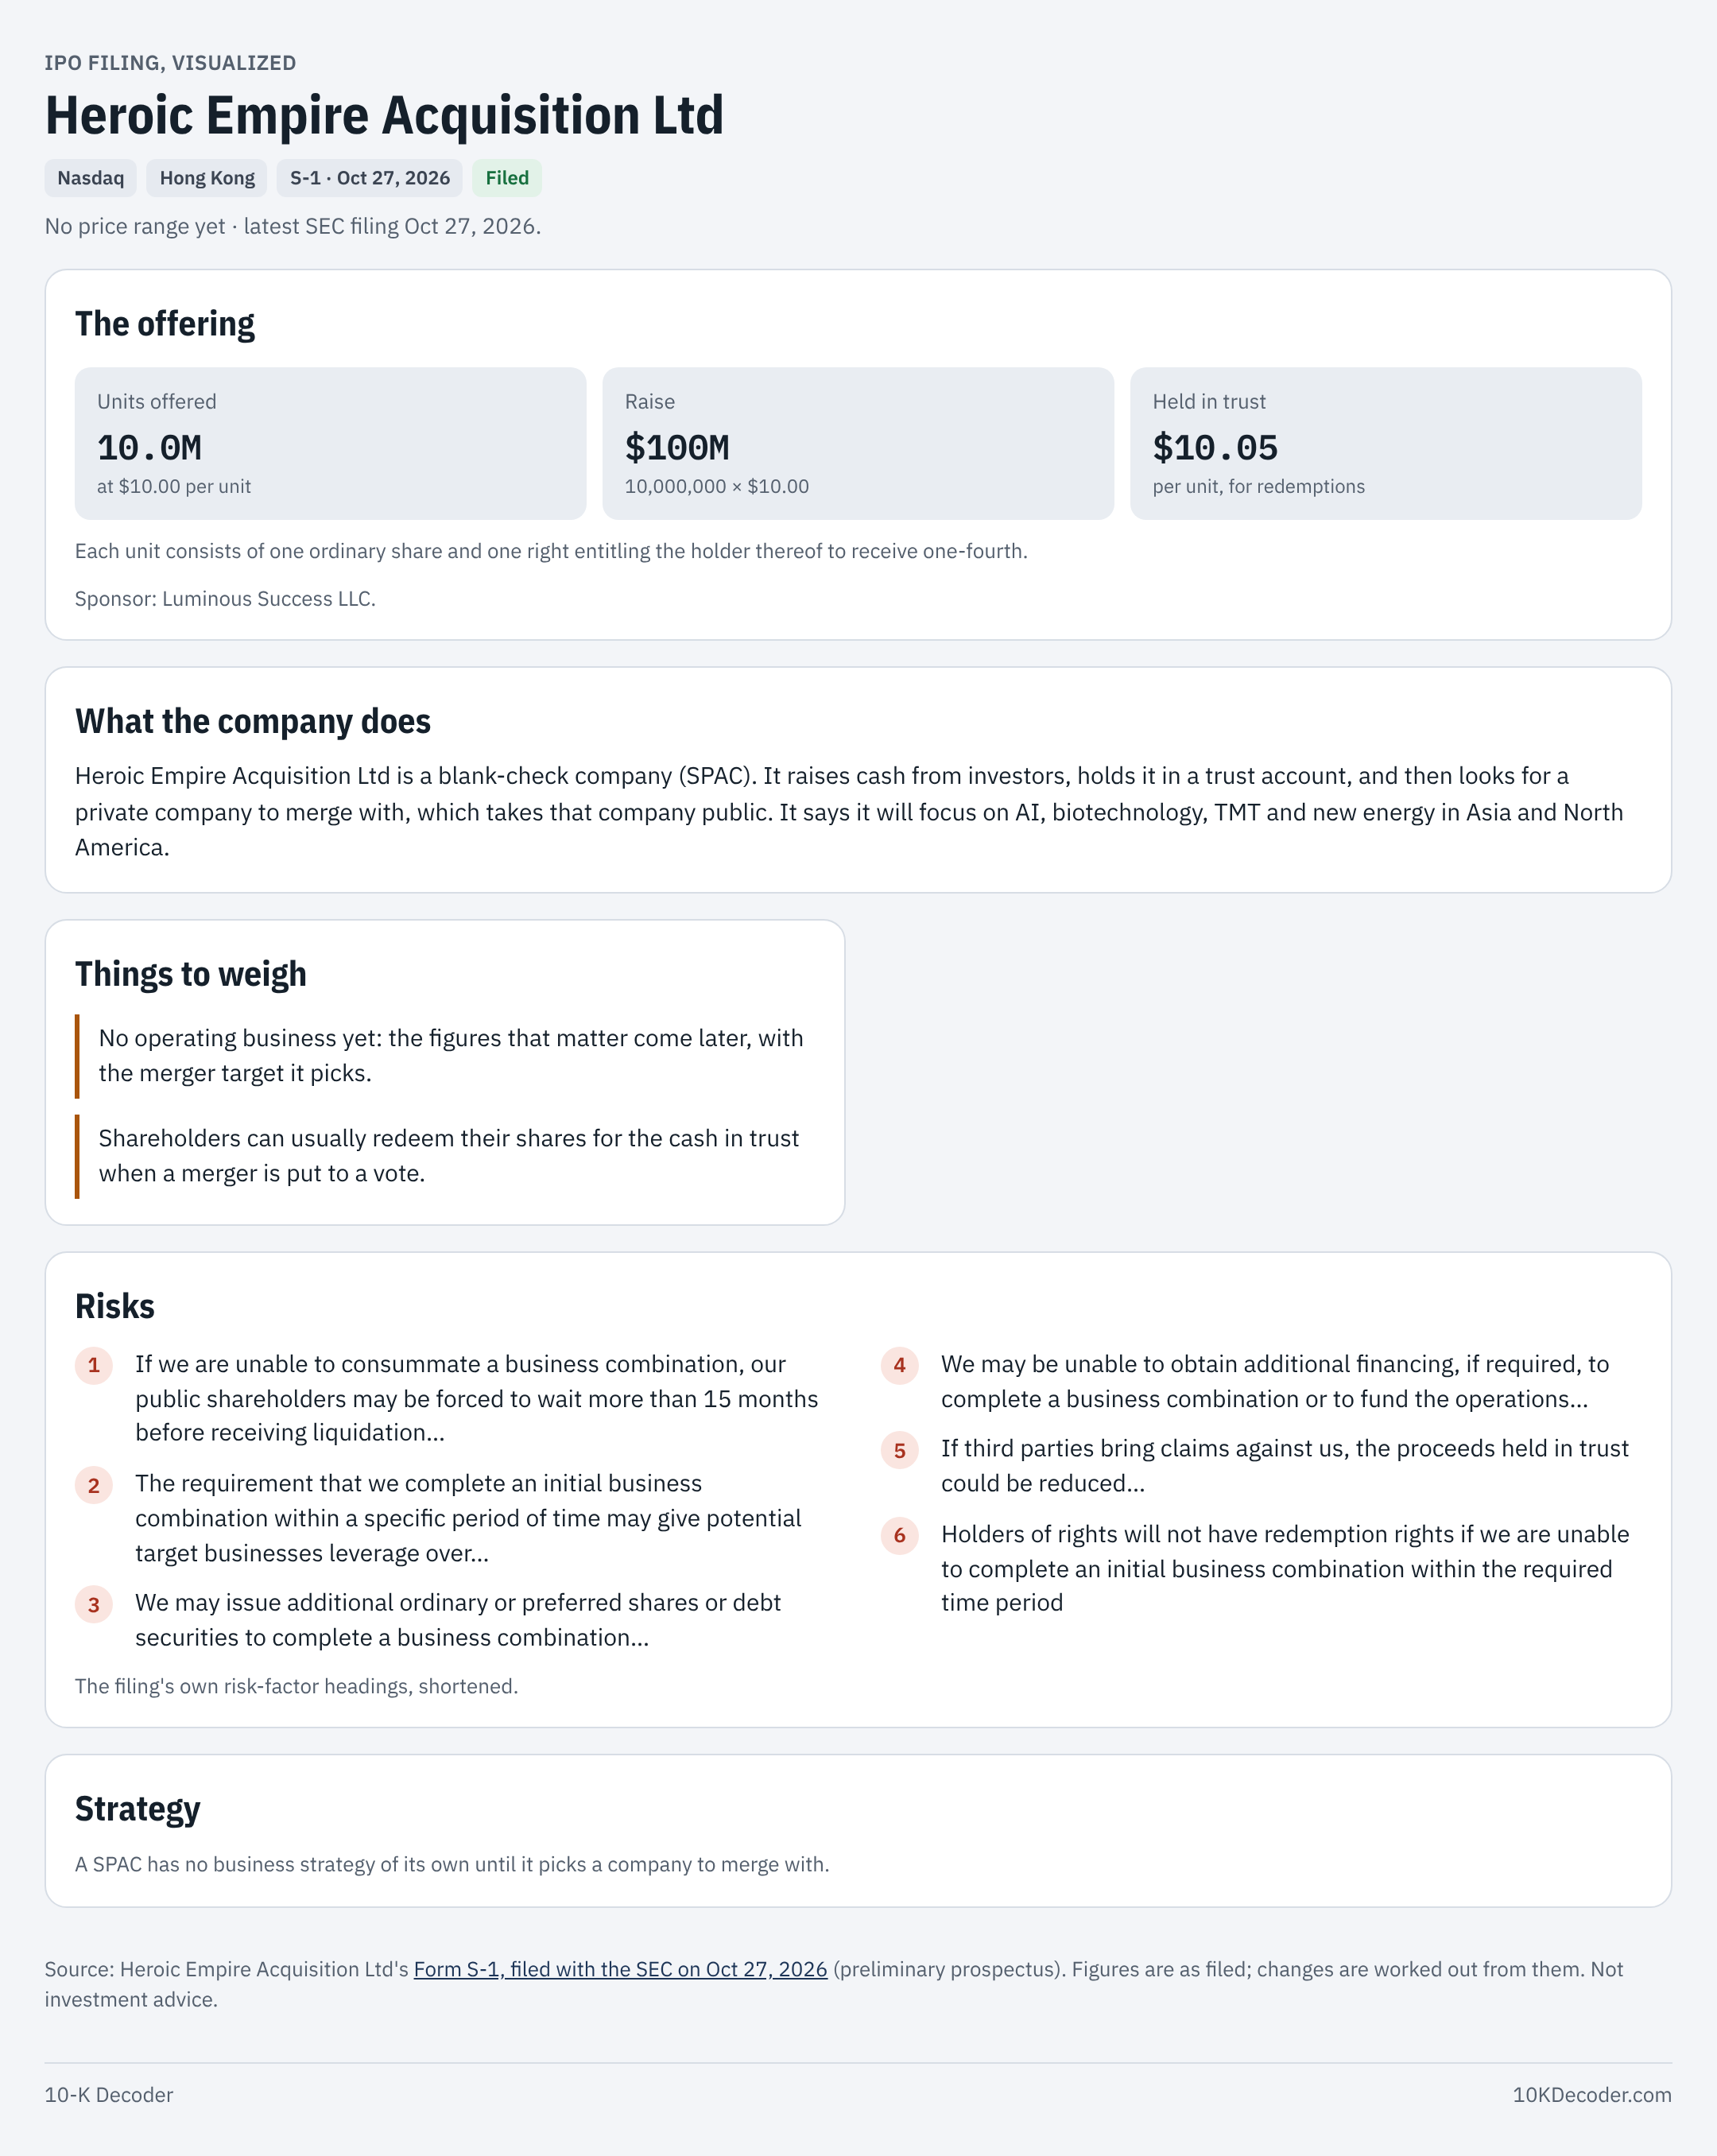 IPO FILING, VISUALIZED
Heroic Empire Acquisition Ltd
Nasdaq
Hong Kong
S-1 · Oct 27, 2026
Filed
No price range yet · latest SEC filing Oct 27, 2026.
The offering
Units offered
10.0M
at $10.00 per unit
Raise
$100M
10,000,000 × $10.00
Held in trust
$10.05
per unit, for redemptions
Each unit consists of one ordinary share and one right entitling the holder thereof to receive one-fourth.
Sponsor: Luminous Success LLC.
What the company does
Heroic Empire Acquisition Ltd is a blank-check company (SPAC). It raises cash from investors, holds it in a trust account, and then looks for a
private company to merge with, which takes that company public. It says it will focus on AI, biotechnology, TMT and new energy in Asia and North
America.
Things to weigh
No operating business yet: the figures that matter come later, with
the merger target it picks.
Shareholders can usually redeem their shares for the cash in trust
when a merger is put to a vote.
Risks
1
If we are unable to consummate a business combination, our
public shareholders may be forced to wait more than 15 months
before receiving liquidation...
2
The requirement that we complete an initial business
combination within a specific period of time may give potential
target businesses leverage over...
3
We may issue additional ordinary or preferred shares or debt
securities to complete a business combination...
4
We may be unable to obtain additional financing, if required, to
complete a business combination or to fund the operations...
5
If third parties bring claims against us, the proceeds held in trust
could be reduced...
6
Holders of rights will not have redemption rights if we are unable
to complete an initial business combination within the required
time period
The filing's own risk-factor headings, shortened.
Strategy
A SPAC has no business strategy of its own until it picks a company to merge with.
Source: Heroic Empire Acquisition Ltd's Form S-1, filed with the SEC on Oct 27, 2026 (preliminary prospectus). Figures are as filed; changes are worked out from them. Not
investment advice.
10-K Decoder
10KDecoder.com